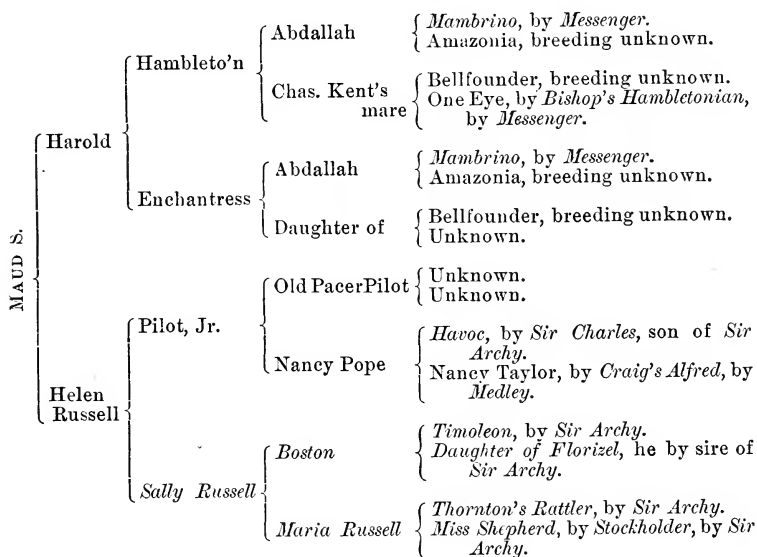 Abdallah { Mambrino, by Messenger.
Amazonia, breeding unknown.
Hambleto'n
Chas. Kent's mare { Bellfounder, breeding unknown.
One Eye, by Bishop's Hambletonian,
by Messenger.
Harold
Abdallah { Mambrino, by Messenger.
Amazonia, breeding unknown.
Enchantress
Daughter of { Bellfounder, breeding unknown.
Unknown.
MAUD S.
Old Pacer Pilot { Unknown.
Unknown.
Pilot, Jr.
Nancy Pope { Havoc, by Sir Charles, son of Sir
Archy.
Nancy Taylor, by Craig's Alfred, by
Medley.
Helen
Russell
Boston { Timoleon, by Sir Archy.
Daughter of Florizel, he by sire of
Sir Archy.
Sally Russell
Maria Russell { Thornton's Rattler, by Sir Archy.
Miss Shepherd, by Stockholder, by Sir
Archy.